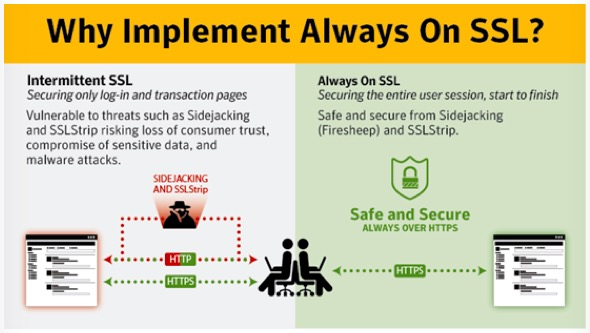 Why Implement Always On SSL?
Intermittent SSL
Securing only log-in and transaction pages
Vulnerable to threats such as Sidejacking
and SSLStrip risking loss of consumer trust,
compromise of sensitive data, and
malware attacks.
SIDEJACKING
AND SSLStrip
HTTP
HTTPS
Always On SSL
Securing the entire user session, start to finish
Safe and secure from Sidejacking
(Firesheep) and SSLStrip.
Safe and Secure
ALWAYS OVER HTTPS
HTTPS